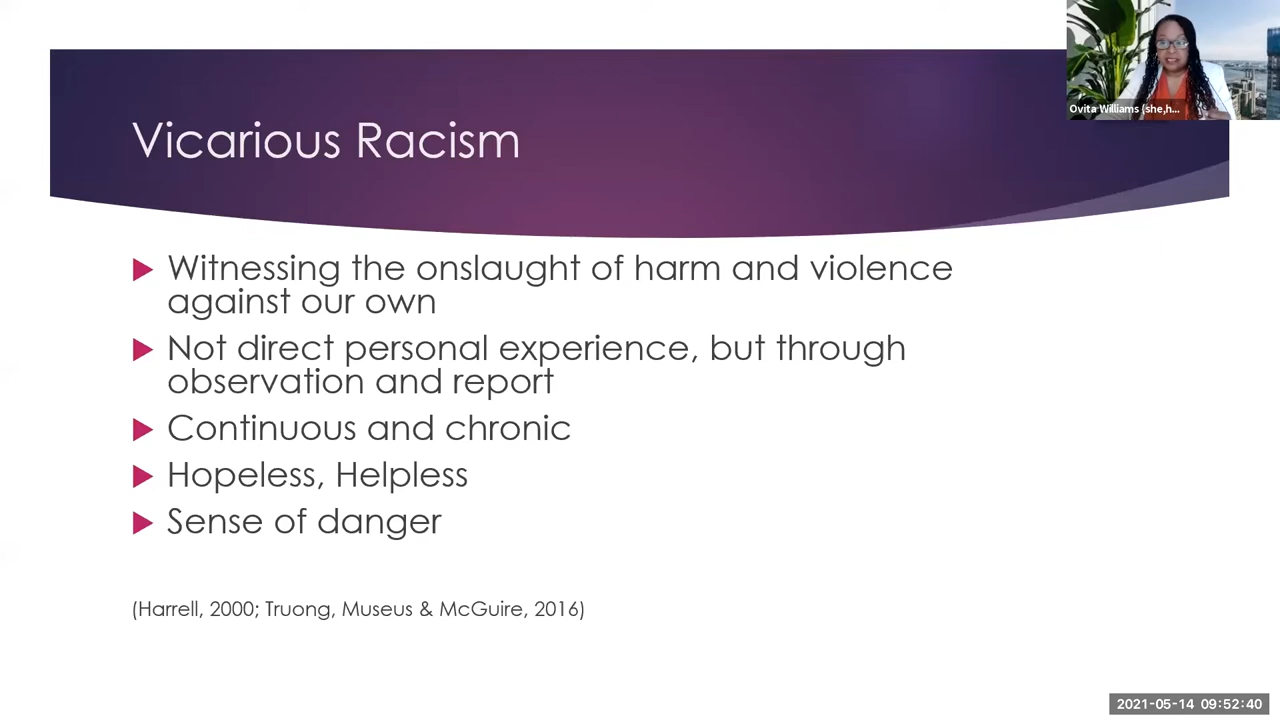 Ovita Williams (she,h...
Vicarious Racism
Witnessing the onslaught of harm and violence
against our own
Not direct personal experience, but through
observation and report
Continuous and chronic
Hopeless, Helpless
Sense of danger
(Harrell, 2000; Truong, Museus & McGuire, 2016)
2021-05-14 09:52:40